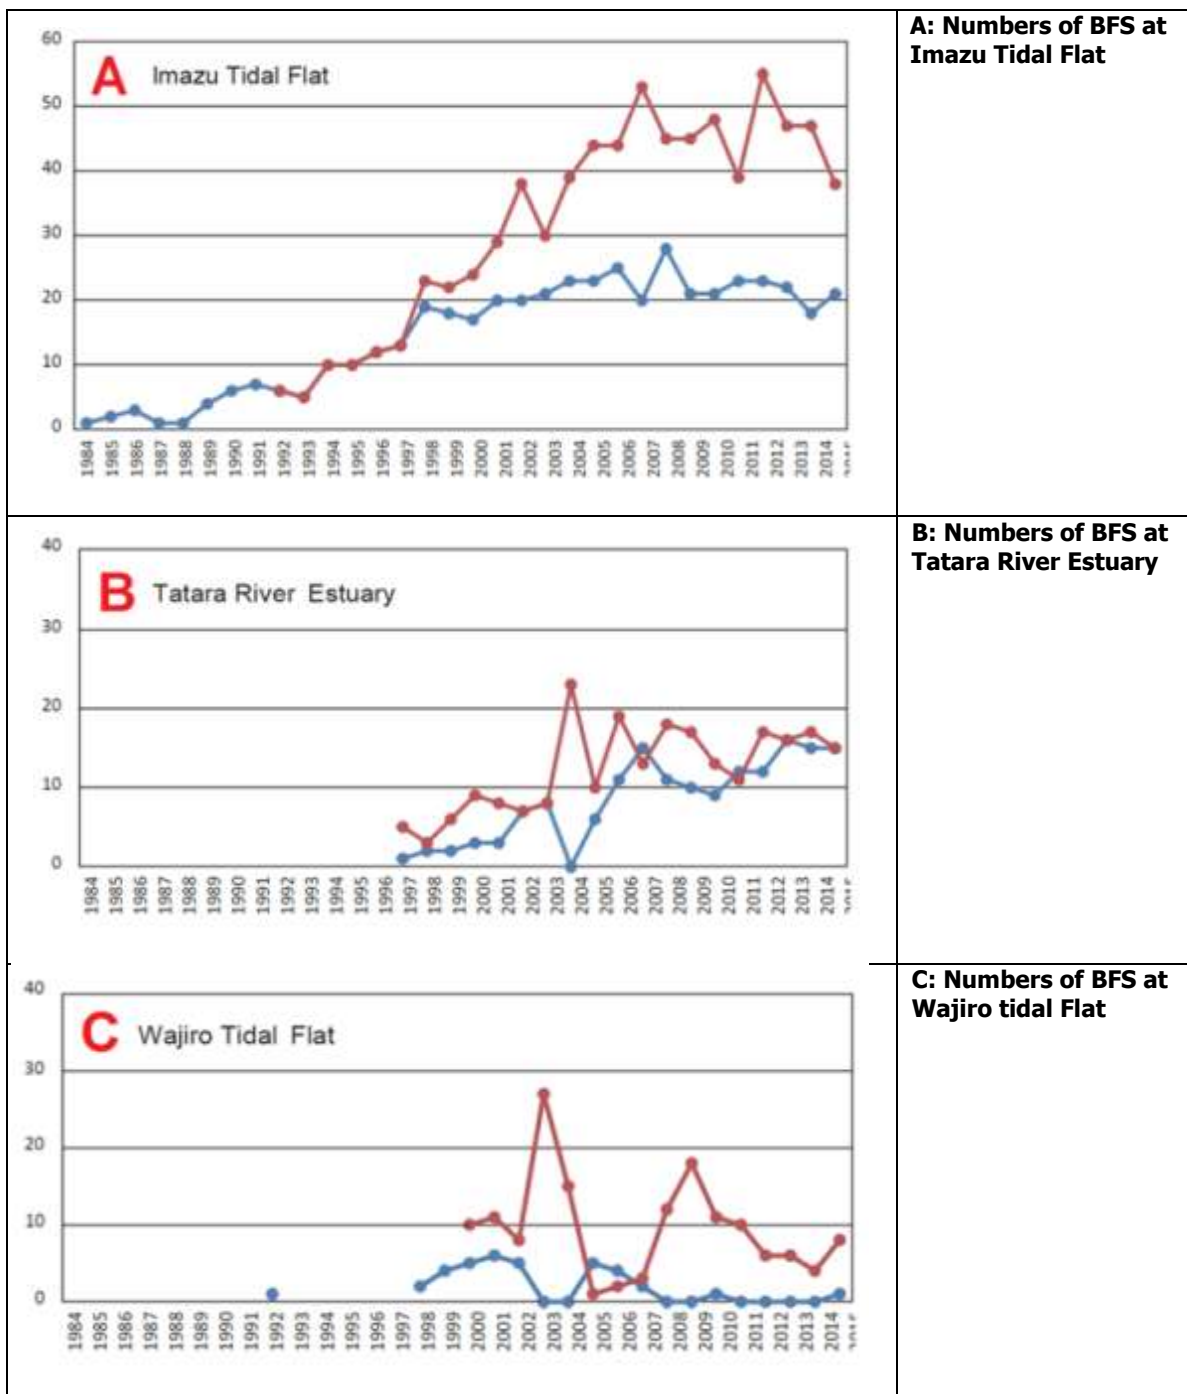 A: Numbers of BFS at
Imazu Tidal Flat
60
A Imazu Tidal Flat
50
40
30
20
10
0
1984 1985 1986 1987 1988 1989 1990 1991 1992 1993 1994 1995 1996 1997 1998 1999 2000 2001 2002 2003 2004 2005 2006 2007 2008 2009 2010 2011 2012 2013 2014
B: Numbers of BFS at
Tatara River Estuary
40
B Tatara River Estuary
30
20
10
0
1984 1985 1986 1987 1988 1989 1990 1991 1992 1993 1994 1995 1996 1997 1998 1999 2000 2001 2002 2003 2004 2005 2006 2007 2008 2009 2010 2011 2012 2013 2014
C: Numbers of BFS at
Wajiro tidal Flat
40
C Wajiro Tidal Flat
30
20
10
0
1984 1985 1986 1987 1988 1989 1990 1991 1992 1993 1994 1995 1996 1997 1998 1999 2000 2001 2002 2003 2004 2005 2006 2007 2008 2009 2010 2011 2012 2013 2014